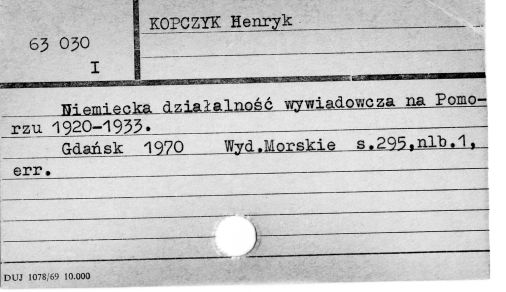 KOPCZYK Henryk
63 030
I
Niemiecka działalność wywiadowcza na Pomo-
rzu 1920-1933.
Gdańsk 1970 Wyd.Morskie s.295,nlb.1,
err.
DUJ 1078/69 10.000